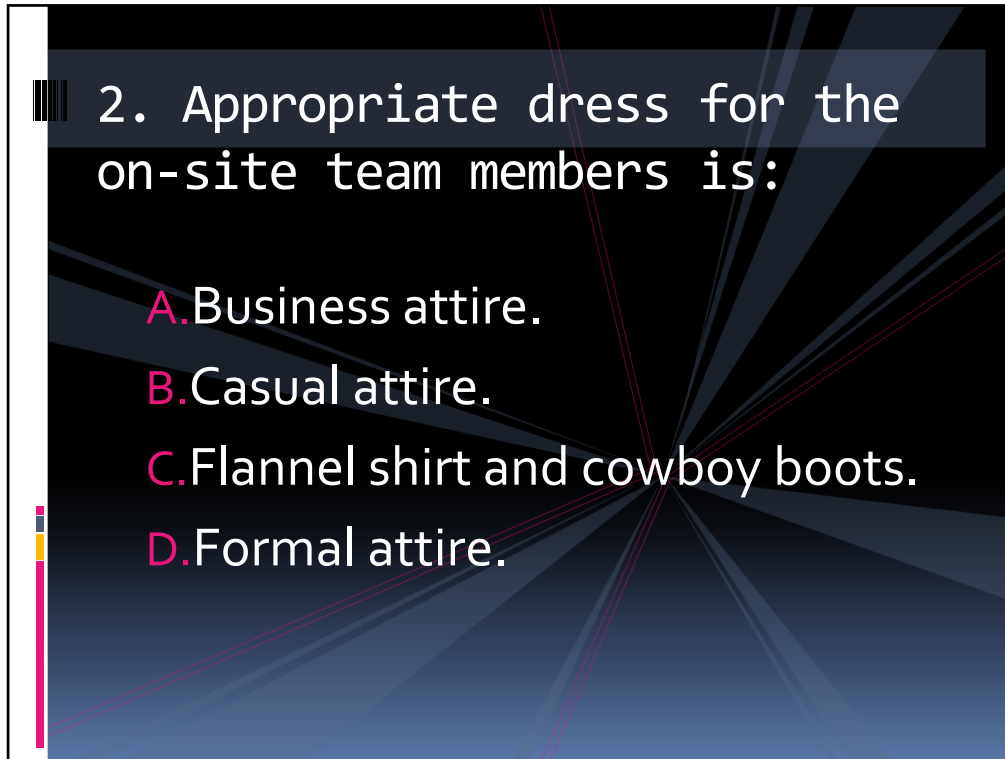 2. Appropriate dress for the
on-site team members is:
A.Business attire.
B.Casual attire.
C.Flannel shirt and cowboy boots.
D.Formal attire.